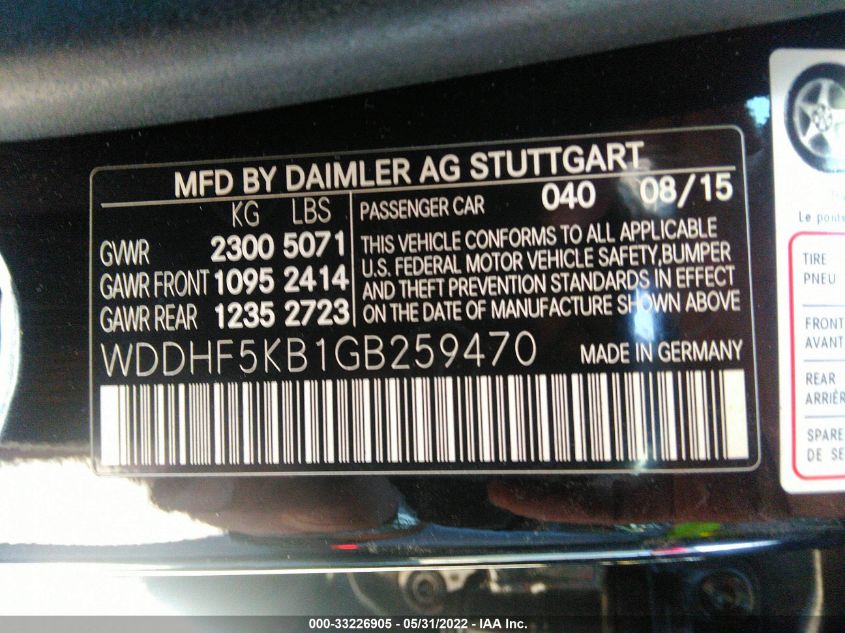 MFD BY DAIMLER AG STUTTGART
KG LBS
GVWR 2300 5071
GAWR FRONT 1095 2414
GAWR REAR 1235 2723
PASSENGER CAR 040 08/15
THIS VEHICLE CONFORMS TO ALL APPLICABLE
U.S. FEDERAL MOTOR VEHICLE SAFETY,BUMPER
AND THEFT PREVENTION STANDARDS IN EFFECT
ON THE DATE OF MANUFACTURE SHOWN ABOVE
WDDHF5KB1GB259470 MADE IN GERMANY
TIRE
PNEU
FRONT
AVANT
REAR
SPARE
DE
000-33226905 / 05/31/2022 - IAA Inc.